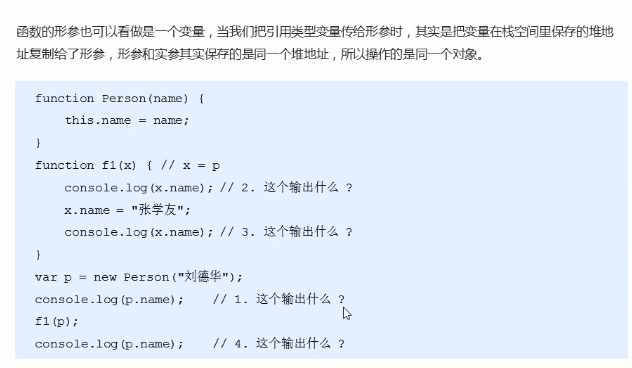 函数的形参也可以看做是一个变量，当我们把引用类型变量传给形参时，其实是把变量在栈空间里保存的堆地
址复制给了形参，形参和实参其实保存的是同一个堆地址，所以操作的是同一个对象。
function Person(name) {
    this.name = name;
}
function f1(x) { // x = p
    console.log(x.name); // 2. 这个输出什么 ?
    x.name = "张学友";
    console.log(x.name); // 3. 这个输出什么 ?
}
var p = new Person("刘德华");
console.log(p.name);    // 1. 这个输出什么 ?
f1(p);
console.log(p.name);    // 4. 这个输出什么 ?